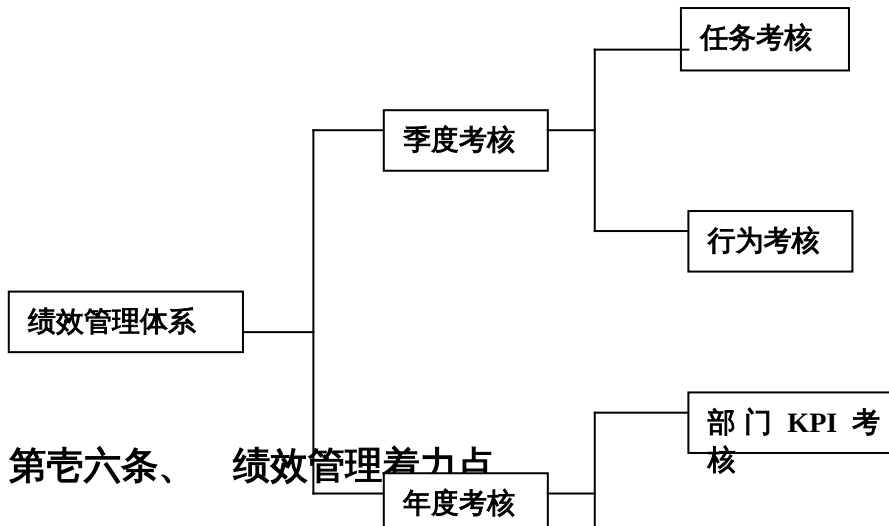 任务考核
季度考核
行为考核
绩效管理体系
部门 KPI 考
核
第壱六条、 绩效管理着力点
年度考核